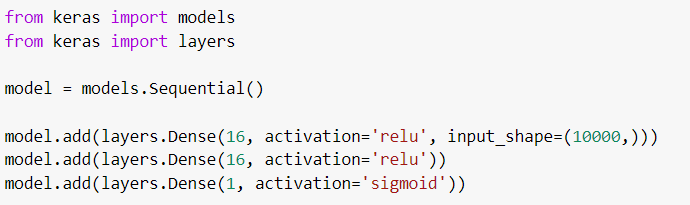 from keras import models
from keras import layers
model = models.Sequential()
model.add(layers.Dense(16, activation='relu', input_shape=(10000,)))
model.add(layers.Dense(16, activation='relu'))
model.add(layers.Dense(1, activation='sigmoid'))